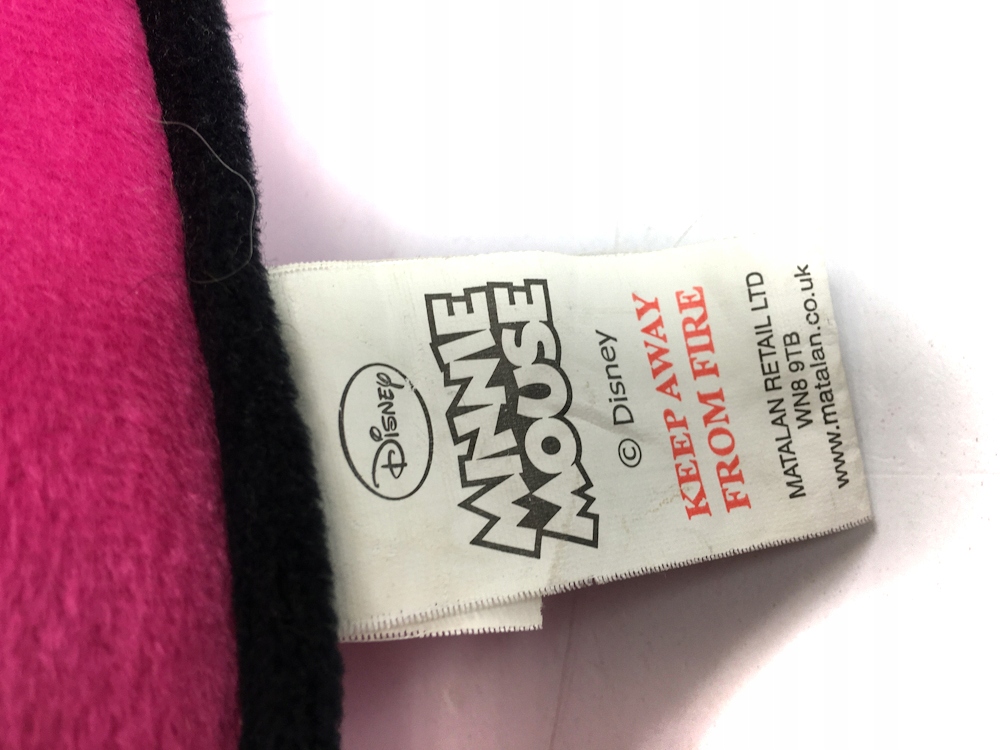 Disney
MINNIE
MOUSE
© Disney
KEEP AWAY
FROM FIRE
MATALAN RETAIL LTD
WN8 9TB
www.matalan.co.uk